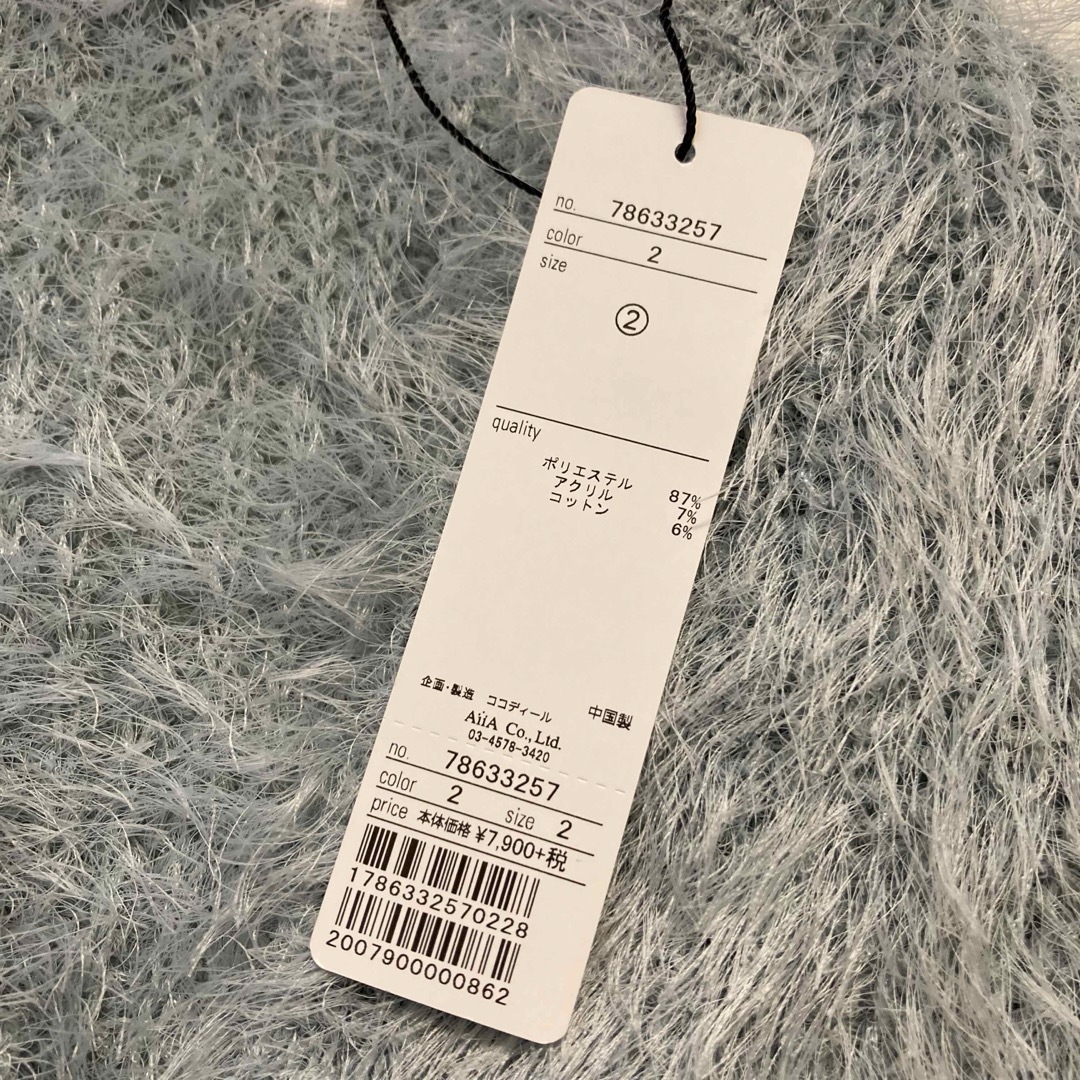 no. 78633257
color 2
size
②
quality
ポリエステル 87%
アクリル 7%
コットン 6%
企画・製造 ココディール 中国製
AiiA Co., Ltd.
03-4578-3420
no. 78633257
color 2 size 2
price 本体価格 ¥7,900+税
1786332570228
2007900000862